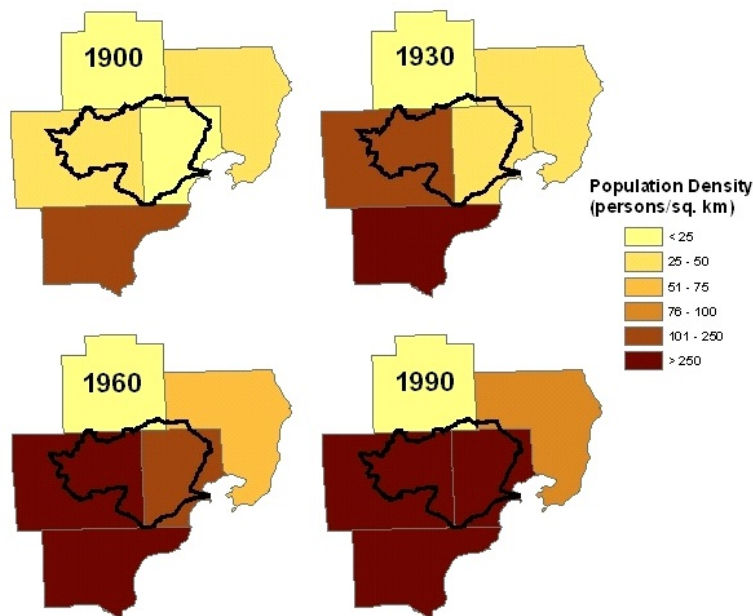 1900
1930
Population Density
(persons/sq. km)
< 25
25 - 50
51 - 75
76 - 100
101 - 250
> 250
1960
1990